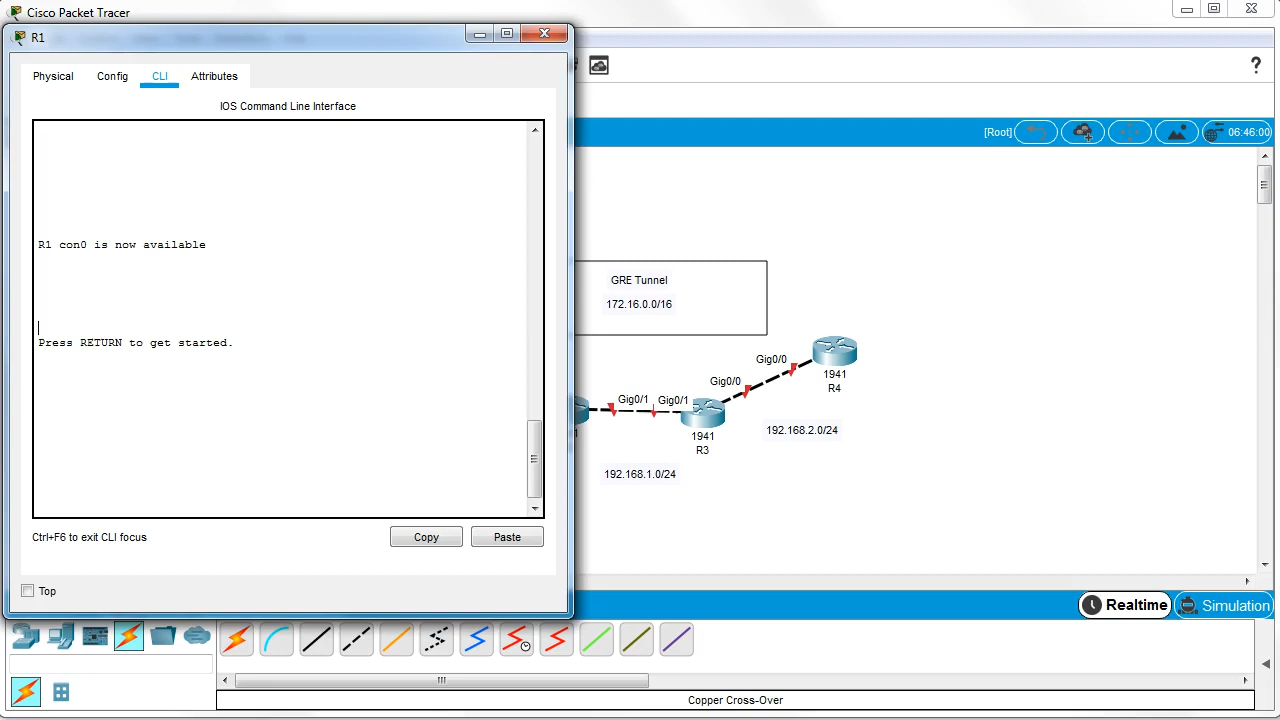 Cisco Packet Tracer
R1
Physical Config CLI Attributes
IOS Command Line Interface
R1 con0 is now available
Press RETURN to get started.
Ctrl+F6 to exit CLI focus
Copy
Paste
Top
?
[Root]
06:46:00
GRE Tunnel
172.16.0.0/16
Gig0/0
1941
R4
Gig0/0
Gig0/1
Gig0/1
1941
R3
192.168.2.0/24
192.168.1.0/24
Realtime
Simulation
Copper Cross-Over